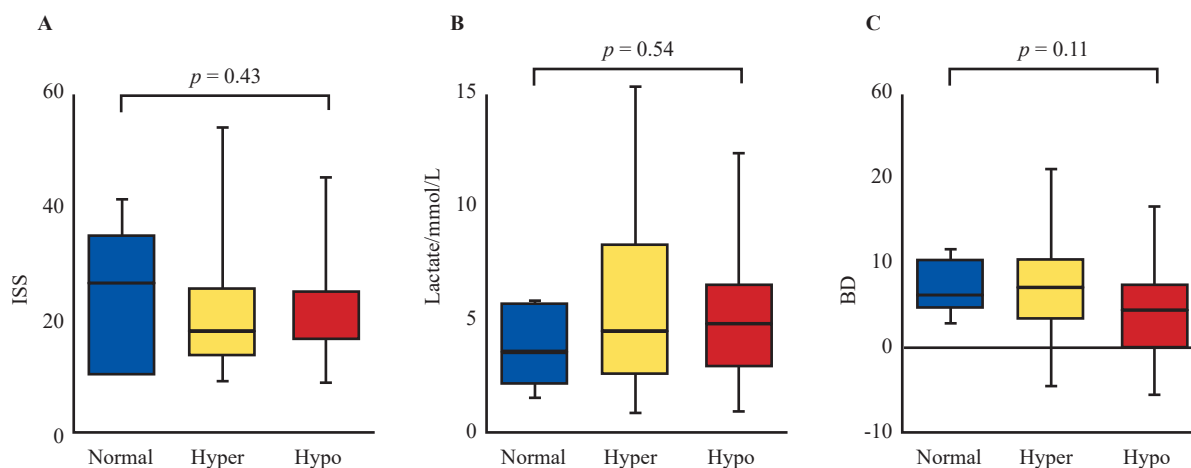 A
p = 0.43
60
40
20
0
ISS
Normal Hyper Hypo
B
p = 0.54
15
10
5
0
Lactate/mmol/L
Normal Hyper Hypo
C
p = 0.11
60
20
10
0
-10
BD
Normal Hyper Hypo